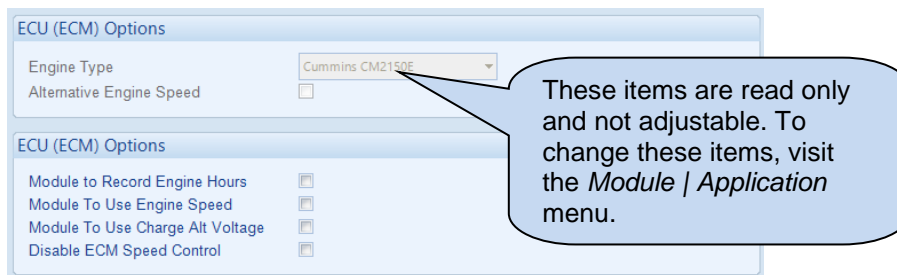 ECU (ECM) Options
Engine Type
Cummins CM2150E
Alternative Engine Speed
These items are read only
and not adjustable. To
change these items, visit
the Module | Application
menu.
ECU (ECM) Options
Module to Record Engine Hours
Module To Use Engine Speed
Module To Use Charge Alt Voltage
Disable ECM Speed Control